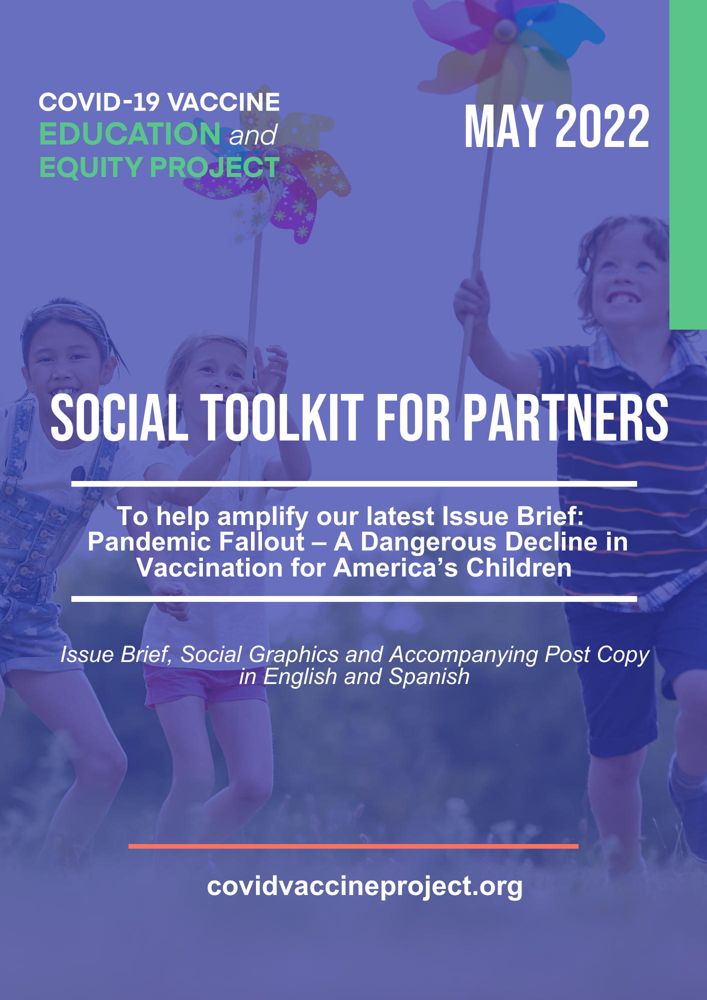 COVID-19 VACCINE
EDUCATION and
EQUITY PROJECT
MAY 2022
SOCIAL TOOLKIT FOR PARTNERS
To help amplify our latest Issue Brief:
Pandemic Fallout – A Dangerous Decline in
Vaccination for America’s Children
Issue Brief, Social Graphics and Accompanying Post Copy
in English and Spanish
covidvaccineproject.org